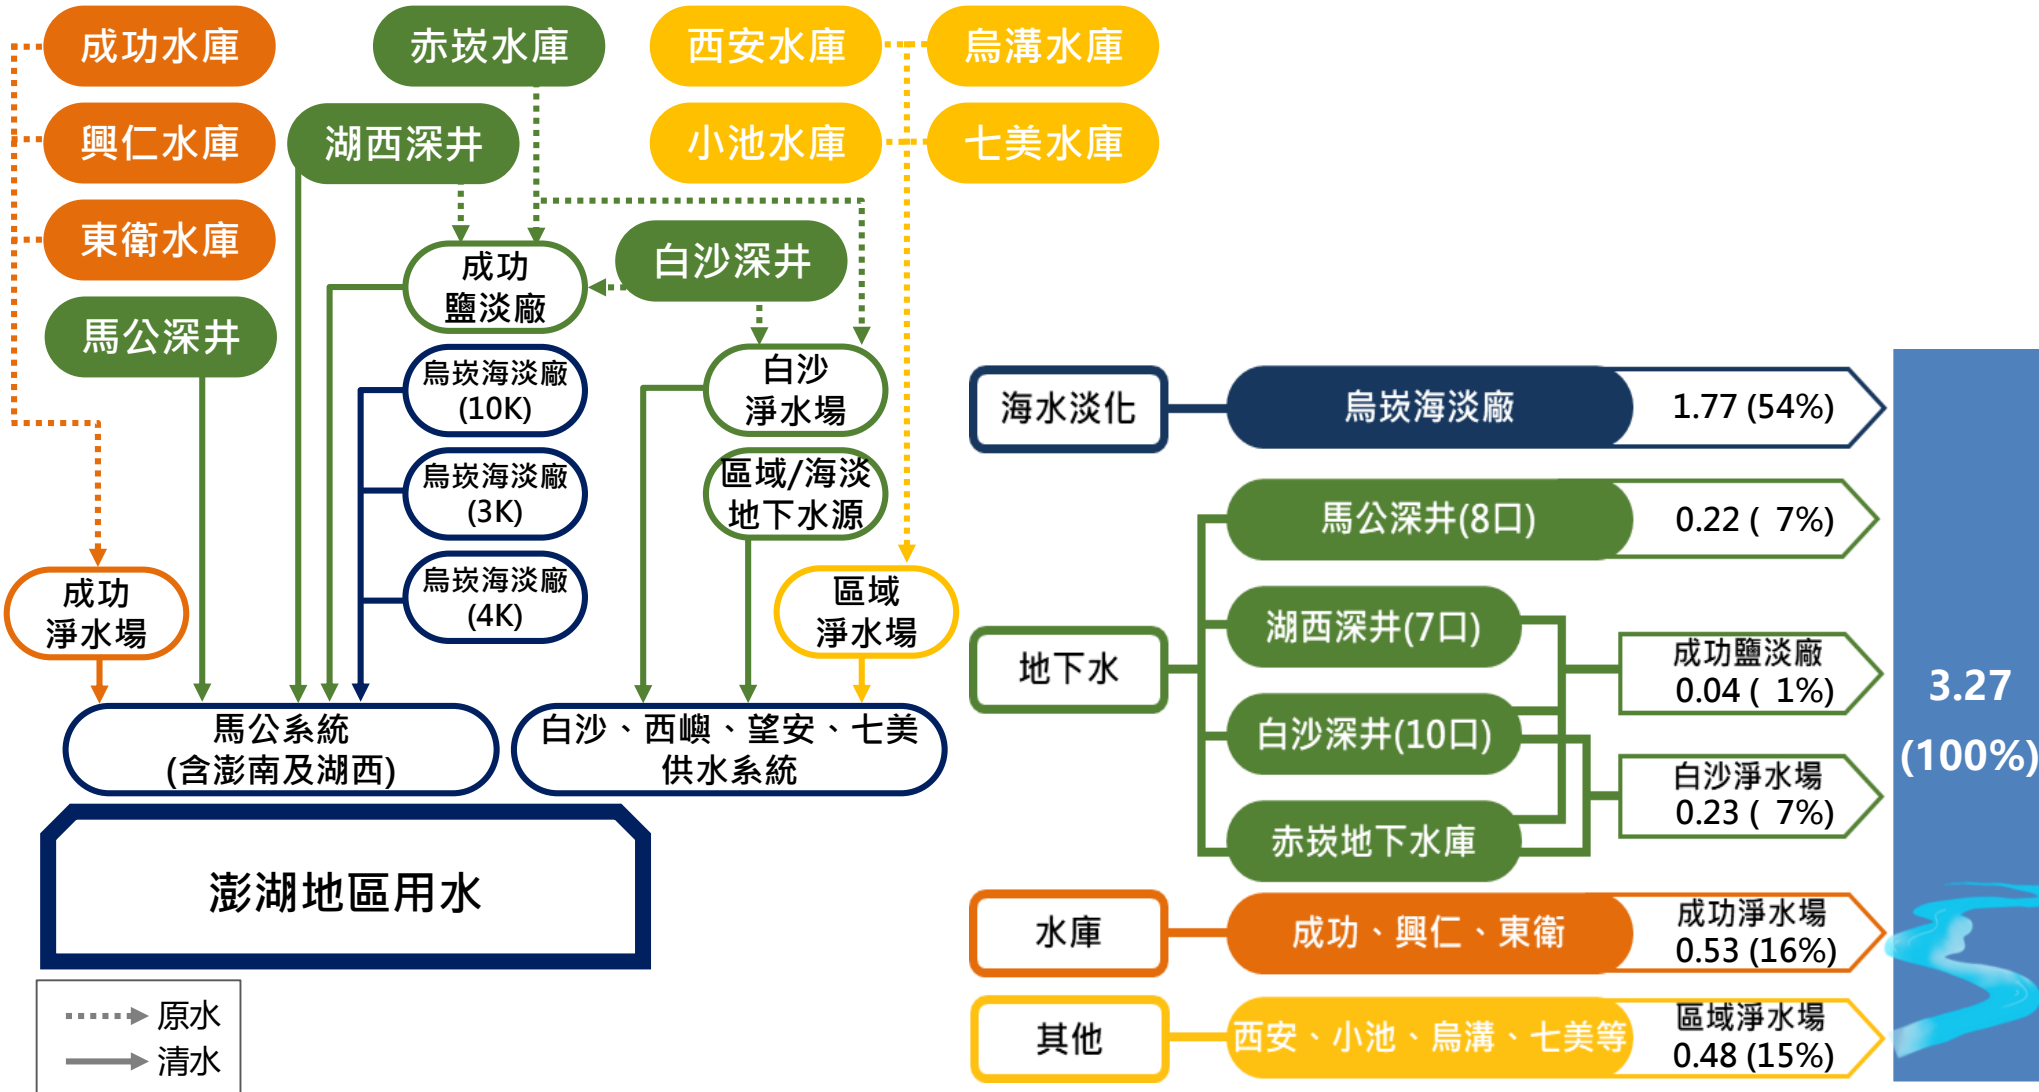 成功水庫
赤崁水庫
西安水庫
烏溝水庫
興仁水庫
湖西深井
小池水庫
七美水庫
東衛水庫
白沙深井
成功
鹽淡廠
馬公深井
烏崁海淡廠
(10K)
白沙
淨水場
烏崁海淡廠
(3K)
區域/海淡
地下水源
烏崁海淡廠
(4K)
成功
淨水場
區域
淨水場
馬公系統
(含澎南及湖西)
白沙、西嶼、望安、七美
供水系統
澎湖地區用水
原水
清水
海水淡化
烏崁海淡廠
1.77 (54%)
馬公深井(8口)
0.22 ( 7%)
地下水
湖西深井(7口)
白沙深井(10口)
赤崁地下水庫
成功鹽淡廠
0.04 ( 1%)
白沙淨水場
0.23 ( 7%)
水庫
成功、興仁、東衛
成功淨水場
0.53 (16%)
其他
西安、小池、烏溝、七美等
區域淨水場
0.48 (15%)
3.27
(100%)